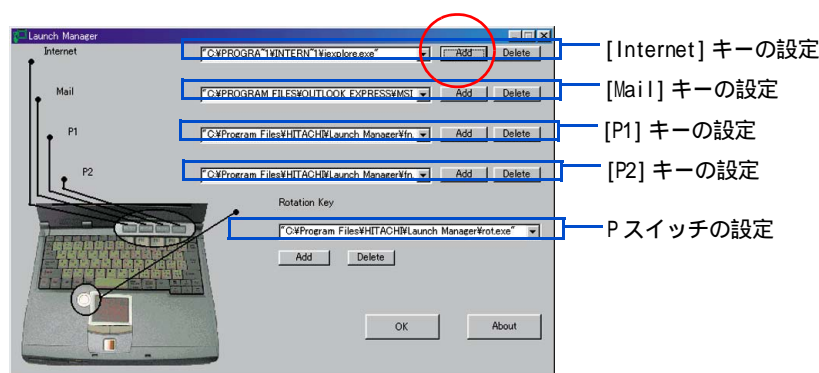 Launch Manager
Internet
"C:¥PROGRA~1¥INTERN~1¥iexplore.exe"
Add
Delete
[Internet] キーの設定
Mail
"C:¥PROGRAM FILES¥OUTLOOK EXPRESS¥MSI
Add
Delete
[Mail] キーの設定
P1
"C:¥Program Files¥HITACHI¥Launch Manager¥fn.
Add
Delete
[P1] キーの設定
P2
"C:¥Program Files¥HITACHI¥Launch Manager¥fn.
Add
Delete
[P2] キーの設定
Rotation Key
"C:¥Program Files¥HITACHI¥Launch Manager¥rot.exe"
P スイッチの設定
Add
Delete
OK
About